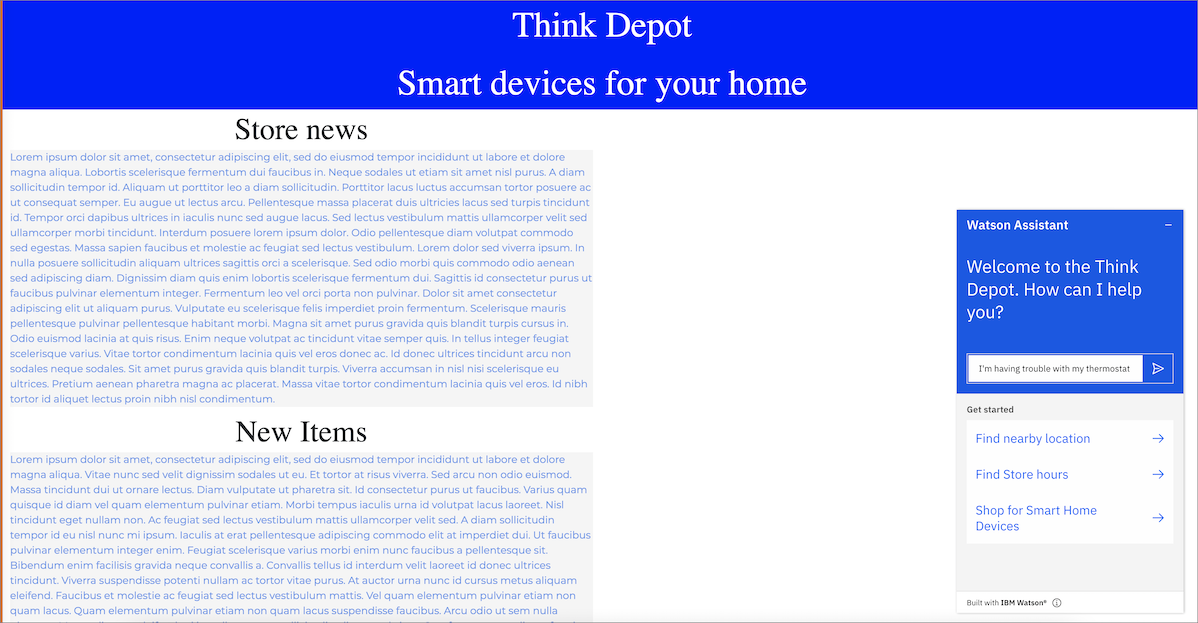 Think Depot
Smart devices for your home
Store news
Lorem ipsum dolor sit amet, consectetur adipiscing elit, sed do eiusmod tempor incididunt ut labore et dolore
magna aliqua. Lobortis scelerisque fermentum dui faucibus in. Neque sodales ut etiam sit amet nisl purus. A diam
sollicitudin tempor id. Aliquam ut porttitor leo a diam sollicitudin. Porttitor lacus luctus accumsan tortor posuere ac
ut consequat semper. Eu augue ut lectus arcu. Pellentesque massa placerat duis ultricies lacus sed turpis tincidunt
id. Tempor orci dapibus ultrices in iaculis nunc sed augue lacus. Sed lectus vestibulum mattis ullamcorper velit sed
ullamcorper morbi tincidunt. Interdum posuere lorem ipsum dolor. Odio pellentesque diam volutpat commodo
sed egestas. Massa sapien faucibus et molestie ac feugiat sed lectus vestibulum. Lorem dolor sed viverra ipsum. In
nulla posuere sollicitudin aliquam ultrices sagittis orci a scelerisque. Sed odio morbi quis commodo odio aenean
sed adipiscing diam. Dignissim diam quis enim lobortis scelerisque fermentum dui. Sagittis id consectetur purus ut
faucibus pulvinar elementum integer. Fermentum leo vel orci porta non pulvinar. Dolor sit amet consectetur
adipiscing elit ut aliquam purus. Vulputate eu scelerisque felis imperdiet proin fermentum. Scelerisque mauris
pellentesque pulvinar pellentesque habitant morbi. Magna sit amet purus gravida quis blandit turpis cursus in.
Odio euismod lacinia at quis risus. Enim neque volutpat ac tincidunt vitae semper quis. In tellus integer feugiat
scelerisque varius. Vitae tortor condimentum lacinia quis vel eros donec ac. Id donec ultrices tincidunt arcu non
sodales neque sodales. Sit amet purus gravida quis blandit turpis. Viverra accumsan in nisl nisi scelerisque eu
ultrices. Pretium aenean pharetra magna ac placerat. Massa vitae tortor condimentum lacinia quis vel eros. Id nibh
tortor id aliquet lectus proin nibh nisl condimentum.
New Items
Lorem ipsum dolor sit amet, consectetur adipiscing elit, sed do eiusmod tempor incididunt ut labore et dolore
magna aliqua. Vitae nunc sed velit dignissim sodales ut eu. Et tortor at risus viverra. Sed arcu non odio euismod.
Massa tincidunt dui ut ornare lectus. Diam vulputate ut pharetra sit. Id consectetur purus ut faucibus. Varius quam
quisque id diam vel quam elementum pulvinar etiam. Morbi tempus iaculis urna id volutpat lacus laoreet. Nisl
tincidunt eget nullam non. Ac feugiat sed lectus vestibulum mattis ullamcorper velit sed. A diam sollicitudin
tempor id eu nisl nunc mi ipsum. Iaculis at erat pellentesque adipiscing commodo elit at imperdiet dui. Ut faucibus
pulvinar elementum integer enim. Feugiat scelerisque varius morbi enim nunc faucibus a pellentesque sit.
Bibendum enim facilisis gravida neque convallis a. Convallis tellus id interdum velit laoreet id donec ultrices
tincidunt. Viverra suspendisse potenti nullam ac tortor vitae purus. At auctor urna nunc id cursus metus aliquam
eleifend. Faucibus et molestie ac feugiat sed lectus vestibulum mattis. Vel quam elementum pulvinar etiam non
quam lacus. Quam elementum pulvinar etiam non quam lacus suspendisse faucibus. Arcu odio ut sem nulla
Watson Assistant
Welcome to the Think
Depot. How can I help
you?
I'm having trouble with my thermostat
Get started
Find nearby location
Find Store hours
Shop for Smart Home
Devices
Built with IBM Watson®